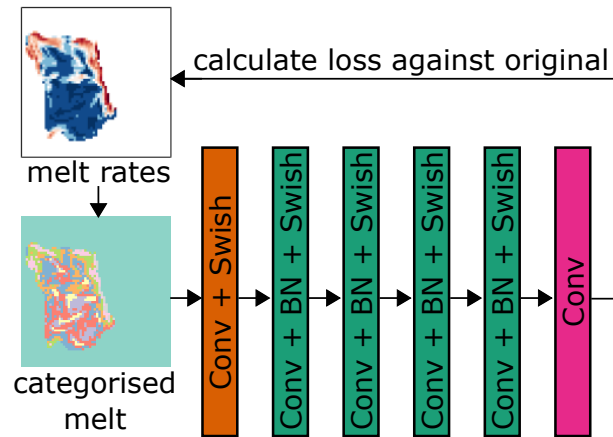 calculate loss against original
melt rates
categorised
melt
Conv + Swish
Conv + BN + Swish
Conv + BN + Swish
Conv + BN + Swish
Conv + BN + Swish
Conv